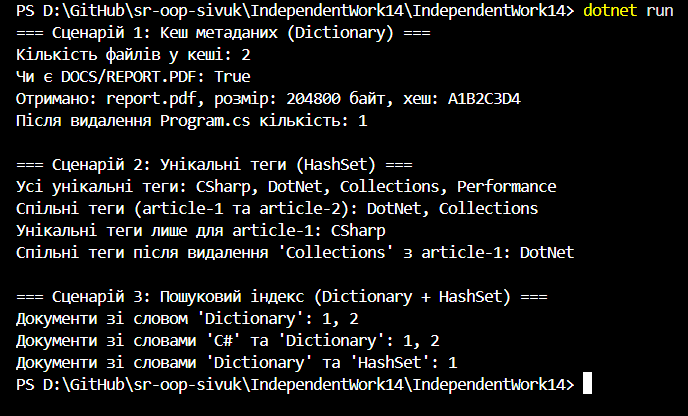 PS D:\GitHub\sr-oop-sivuk\IndependentWork14\IndependentWork14> dotnet run
=== Сценарій 1: Кеш метаданих (Dictionary) ===
Кількість файлів у кеші: 2
Чи є DOCS/REPORT.PDF: True
Отримано: report.pdf, розмір: 204800 байт, хеш: A1B2C3D4
Після видалення Program.cs кількість: 1
=== Сценарій 2: Унікальні теги (HashSet) ===
Усі унікальні теги: CSharp, DotNet, Collections, Performance
Спільні теги (article-1 та article-2): DotNet, Collections
Унікальні теги лише для article-1: CSharp
Спільні теги після видалення 'Collections' з article-1: DotNet
=== Сценарій 3: Пошуковий індекс (Dictionary + HashSet) ===
Документи зі словом 'Dictionary': 1, 2
Документи зі словами 'C#' та 'Dictionary': 1, 2
Документи зі словами 'Dictionary' та 'HashSet': 1
PS D:\GitHub\sr-oop-sivuk\IndependentWork14\IndependentWork14>